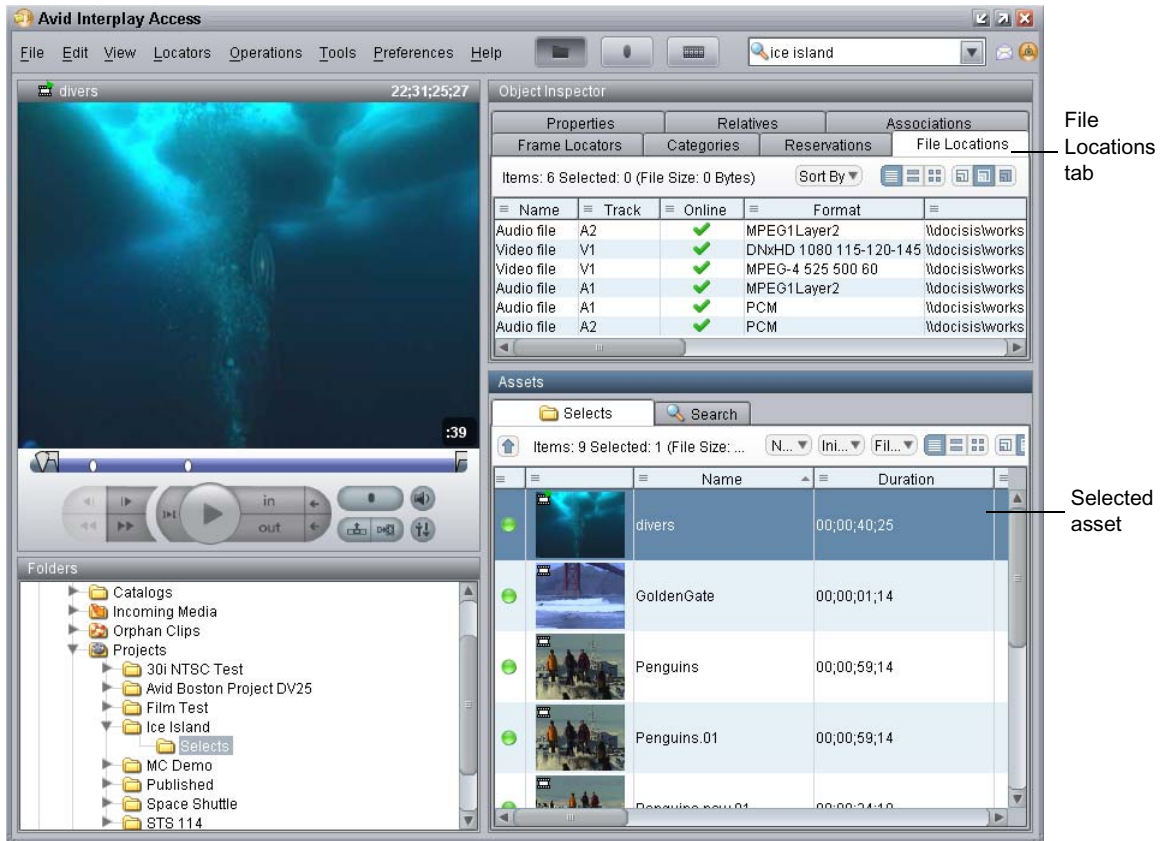 Avid Interplay Access
File Edit View Locators Operations Tools Preferences Help
ice island
divers 22;31;25;27
:39
in
out
Object Inspector
Properties Relatives Associations
Frame Locators Categories Reservations File Locations
Items: 6 Selected: 0 (File Size: 0 Bytes) Sort By
Name Track Online Format
Audio file A2 MPEG1Layer2 \\docisis\works
Video file V1 DNxHD 1080 115-120-145 \\docisis\works
Video file V1 MPEG-4 525 500 60 \\docisis\works
Audio file A1 MPEG1Layer2 \\docisis\works
Audio file A1 PCM \\docisis\works
Audio file A2 PCM \\docisis\works
File
Locations
tab
Assets
Selects Search
Items: 9 Selected: 1 (File Size: ... N... Ini... Fil...
Name Duration
divers 00;00;40;25
GoldenGate 00;00;01;14
Penguins 00;00;59;14
Penguins.01 00;00;59;14
Selected
asset
Folders
Catalogs
Incoming Media
Orphan Clips
Projects
30i NTSC Test
Avid Boston Project DV25
Film Test
Ice Island
Selects
MC Demo
Published
Space Shuttle
STS 114